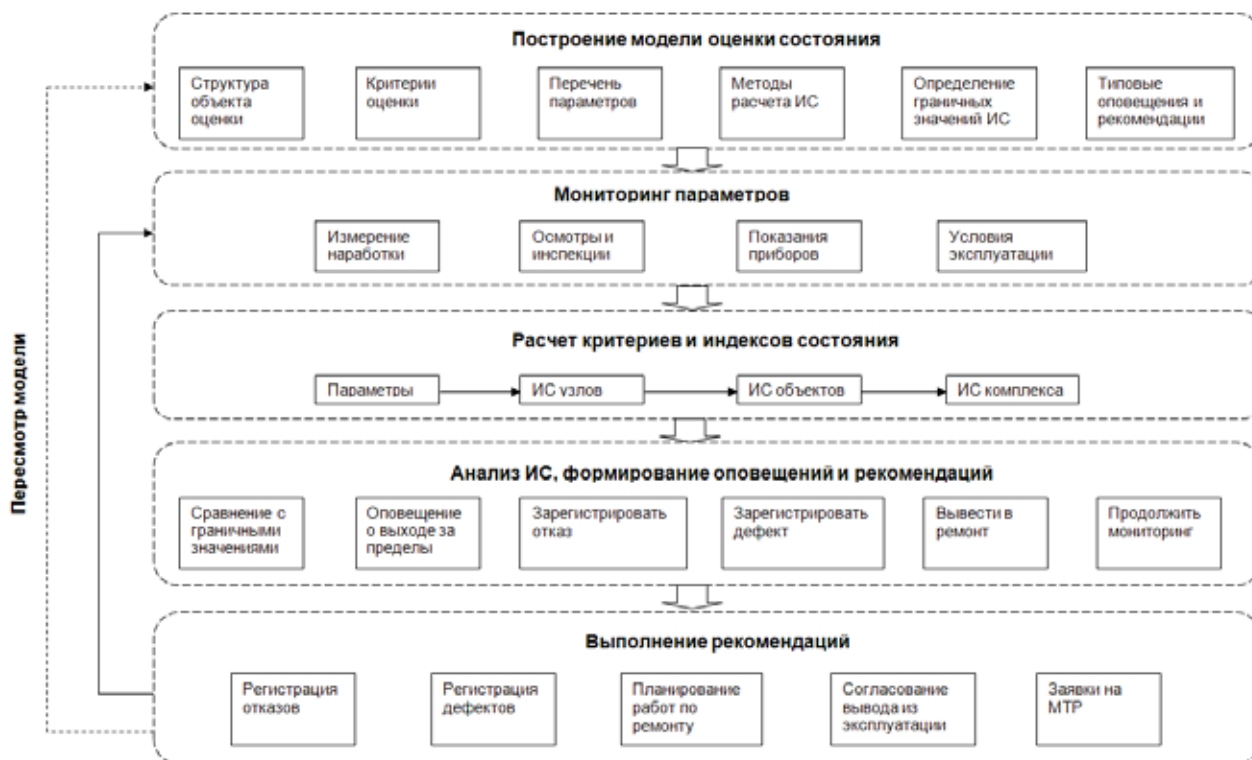 Построение модели оценки состояния
Структура
объекта
оценки
Критерии
оценки
Перечень
параметров
Методы
расчета ИС
Определение
граничных
значений ИС
Типовые
оповещения и
рекомендации
Мониторинг параметров
Измерение
наработки
Осмотры и
инспекции
Показания
приборов
Условия
эксплуатации
Расчет критериев и индексов состояния
Параметры
ИС узлов
ИС объектов
ИС комплекса
Пересмотр модели
Анализ ИС, формирование оповещений и рекомендаций
Сравнение с
граничными
значениями
Оповещение
о выходе за
пределы
Зарегистрировать
отказ
Зарегистрировать
дефект
Вывести в
ремонт
Продолжить
мониторинг
Выполнение рекомендаций
Регистрация
отказов
Регистрация
дефектов
Планирование
работ по
ремонту
Согласование
вывода из
эксплуатации
Заявки на
МТР